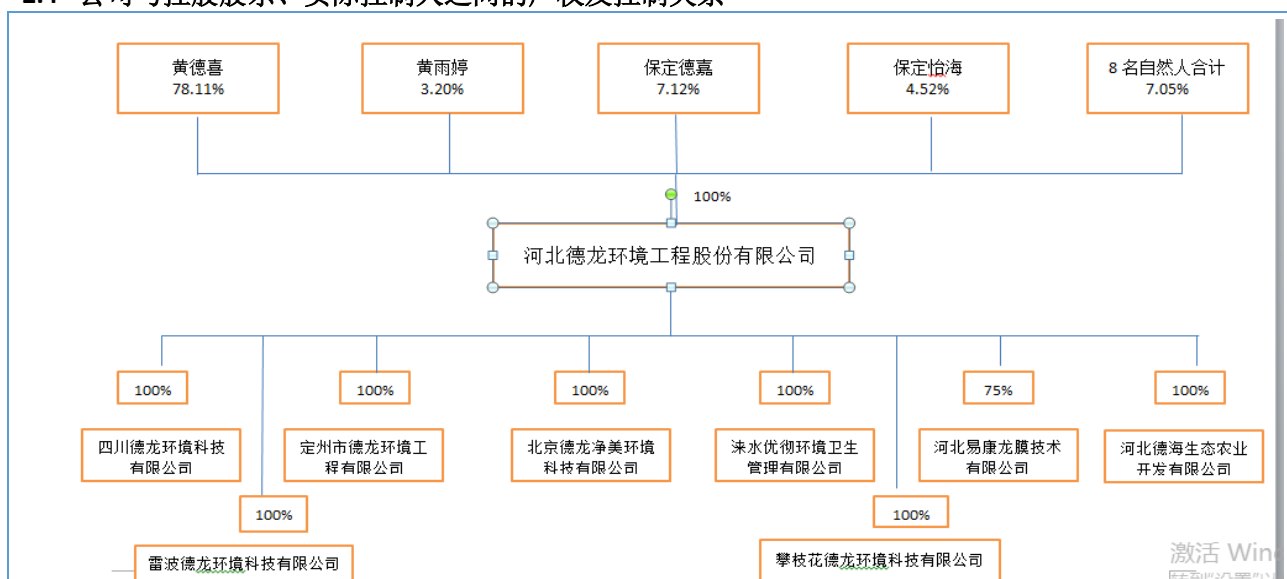 黄德喜
78.11%
黄雨婷
3.20%
保定德嘉
7.12%
保定怡海
4.52%
8 名自然人合计
7.05%
100%
河北德龙环境工程股份有限公司
100%
100%
100%
100%
75%
100%
四川德龙环境科技
有限公司
定州市德龙环境工
程有限公司
北京德龙净美环境
科技有限公司
涞水优彻环境卫生
管理有限公司
河北易康龙膜技术
有限公司
河北德海生态农业
开发有限公司
100%
100%
雷波德龙环境科技有限公司
攀枝花德龙环境科技有限公司
激活 Win